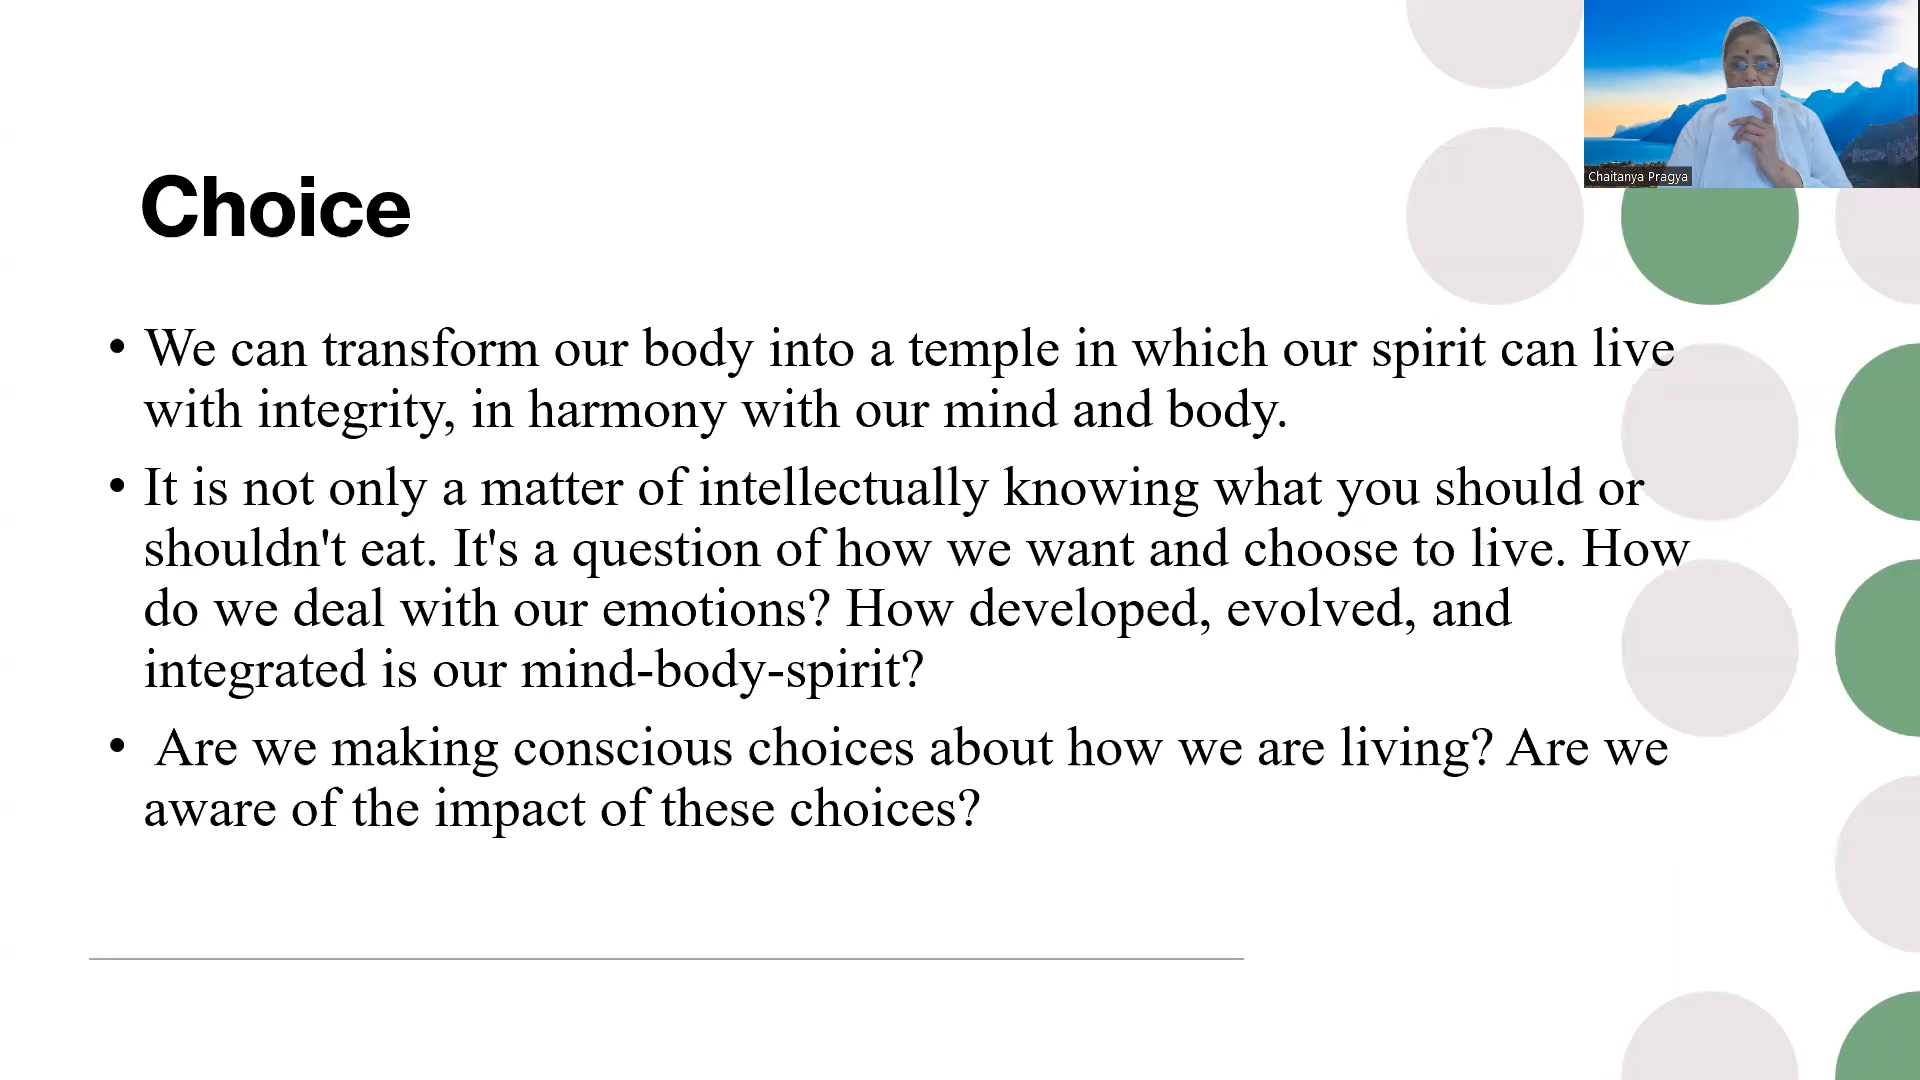 Chaitanya Pragya
Choice
• We can transform our body into a temple in which our spirit can live
with integrity, in harmony with our mind and body.
• It is not only a matter of intellectually knowing what you should or
shouldn't eat. It's a question of how we want and choose to live. How
do we deal with our emotions? How developed, evolved, and
integrated is our mind-body-spirit?
• Are we making conscious choices about how we are living? Are we
aware of the impact of these choices?